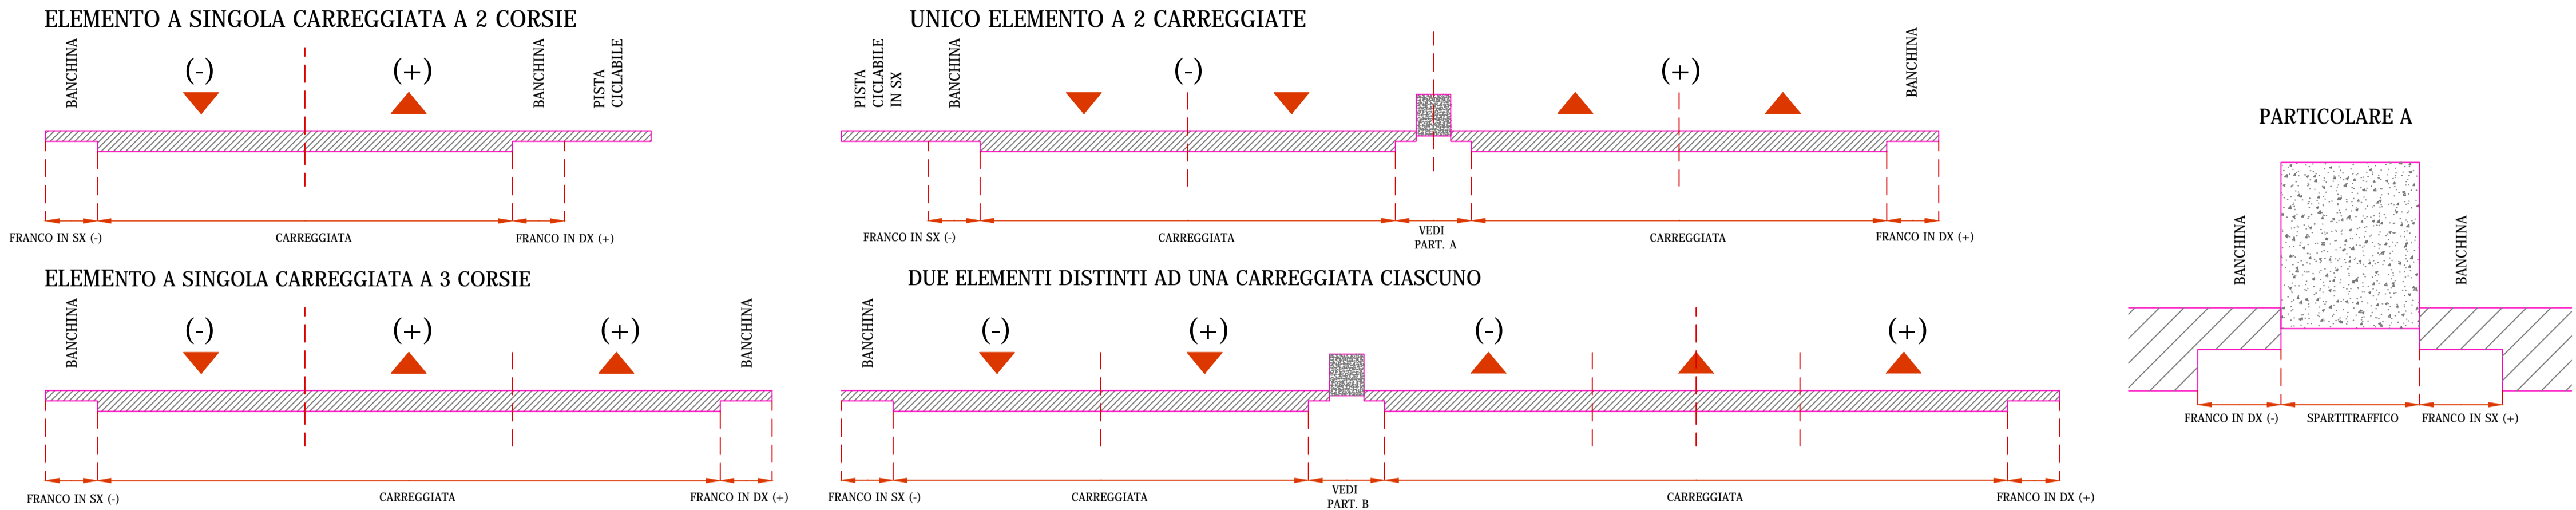 ELEMENTO A SINGOLA CARREGGIATA A 2 CORSIE
BANCHINA
(-)
(+)
BANCHINA
PISTA
CICLABILE
FRANCO IN SX (-)
CARREGGIATA
FRANCO IN DX (+)
UNICO ELEMENTO A 2 CARREGGIATE
PISTA
CICLABILE
IN SX
BANCHINA
(-)
(+)
BANCHINA
FRANCO IN SX (-)
CARREGGIATA
VEDI
PART. A
CARREGGIATA
FRANCO IN DX (+)
ELEMENTO A SINGOLA CARREGGIATA A 3 CORSIE
BANCHINA
(-)
(+)
(+)
BANCHINA
FRANCO IN SX (-)
CARREGGIATA
FRANCO IN DX (+)
DUE ELEMENTI DISTINTI AD UNA CARREGGIATA CIASCUNO
BANCHINA
(-)
(+)
(-)
(+)
FRANCO IN SX (-)
CARREGGIATA
VEDI
PART. B
CARREGGIATA
FRANCO IN DX (+)
PARTICOLARE A
BANCHINA
BANCHINA
FRANCO IN DX (-)
SPARTITRAFFICO
FRANCO IN SX (+)